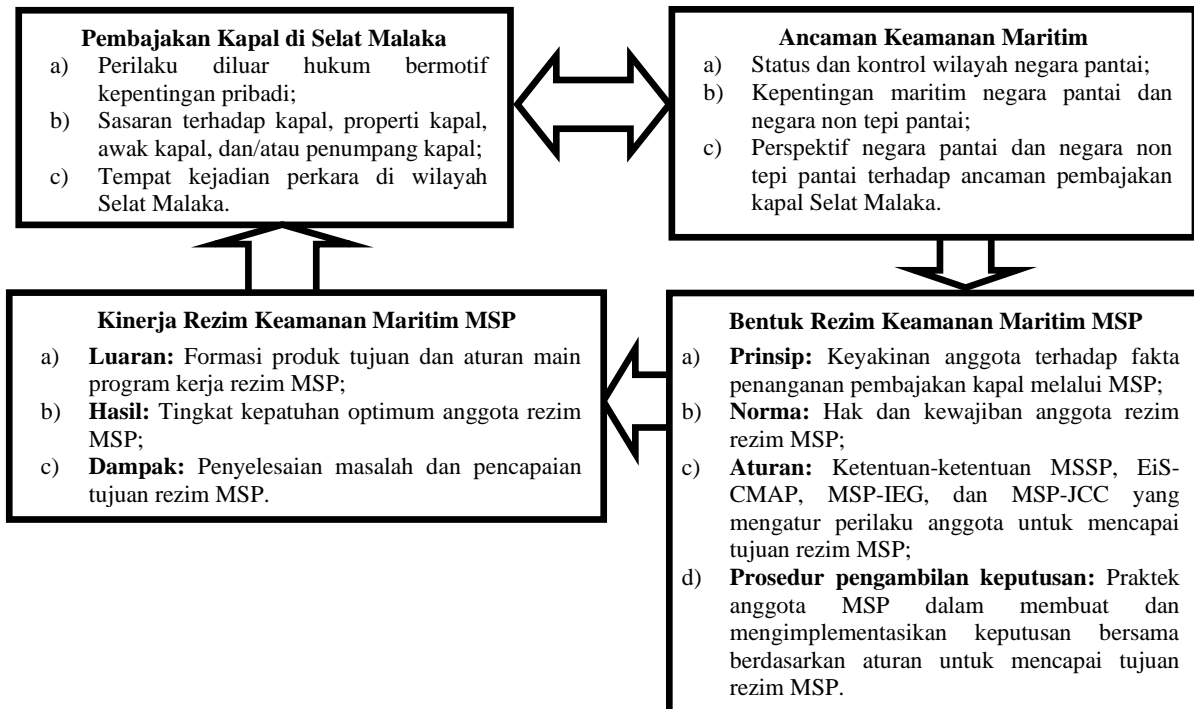 Pembajakan Kapal di Selat Malaka
a) Perilaku diluar hukum bermotif
kepentingan pribadi;
b) Sasaran terhadap kapal, properti kapal,
awak kapal, dan/atau penumpang kapal;
c) Tempat kejadian perkara di wilayah
Selat Malaka.
Ancaman Keamanan Maritim
a) Status dan kontrol wilayah negara pantai;
b) Kepentingan maritim negara pantai dan
negara non tepi pantai;
c) Perspektif negara pantai dan negara non
tepi pantai terhadap ancaman pembajakan
kapal Selat Malaka.
Kinerja Rezim Keamanan Maritim MSP
a) Luaran: Formasi produk tujuan dan aturan main
program kerja rezim MSP;
b) Hasil: Tingkat kepatuhan optimum anggota rezim
MSP;
c) Dampak: Penyelesaian masalah dan pencapaian
tujuan rezim MSP.
Bentuk Rezim Keamanan Maritim MSP
a) Prinsip: Keyakinan anggota terhadap fakta
penanganan pembajakan kapal melalui MSP;
b) Norma: Hak dan kewajiban anggota rezim
rezim MSP;
c) Aturan: Ketentuan-ketentuan MSSP, EiS-
CMAP, MSP-IEG, dan MSP-JCC yang
mengatur perilaku anggota untuk mencapai
tujuan rezim MSP;
d) Prosedur pengambilan keputusan: Praktek
anggota MSP dalam membuat dan
mengimplementasikan keputusan bersama
berdasarkan aturan untuk mencapai tujuan
rezim MSP.